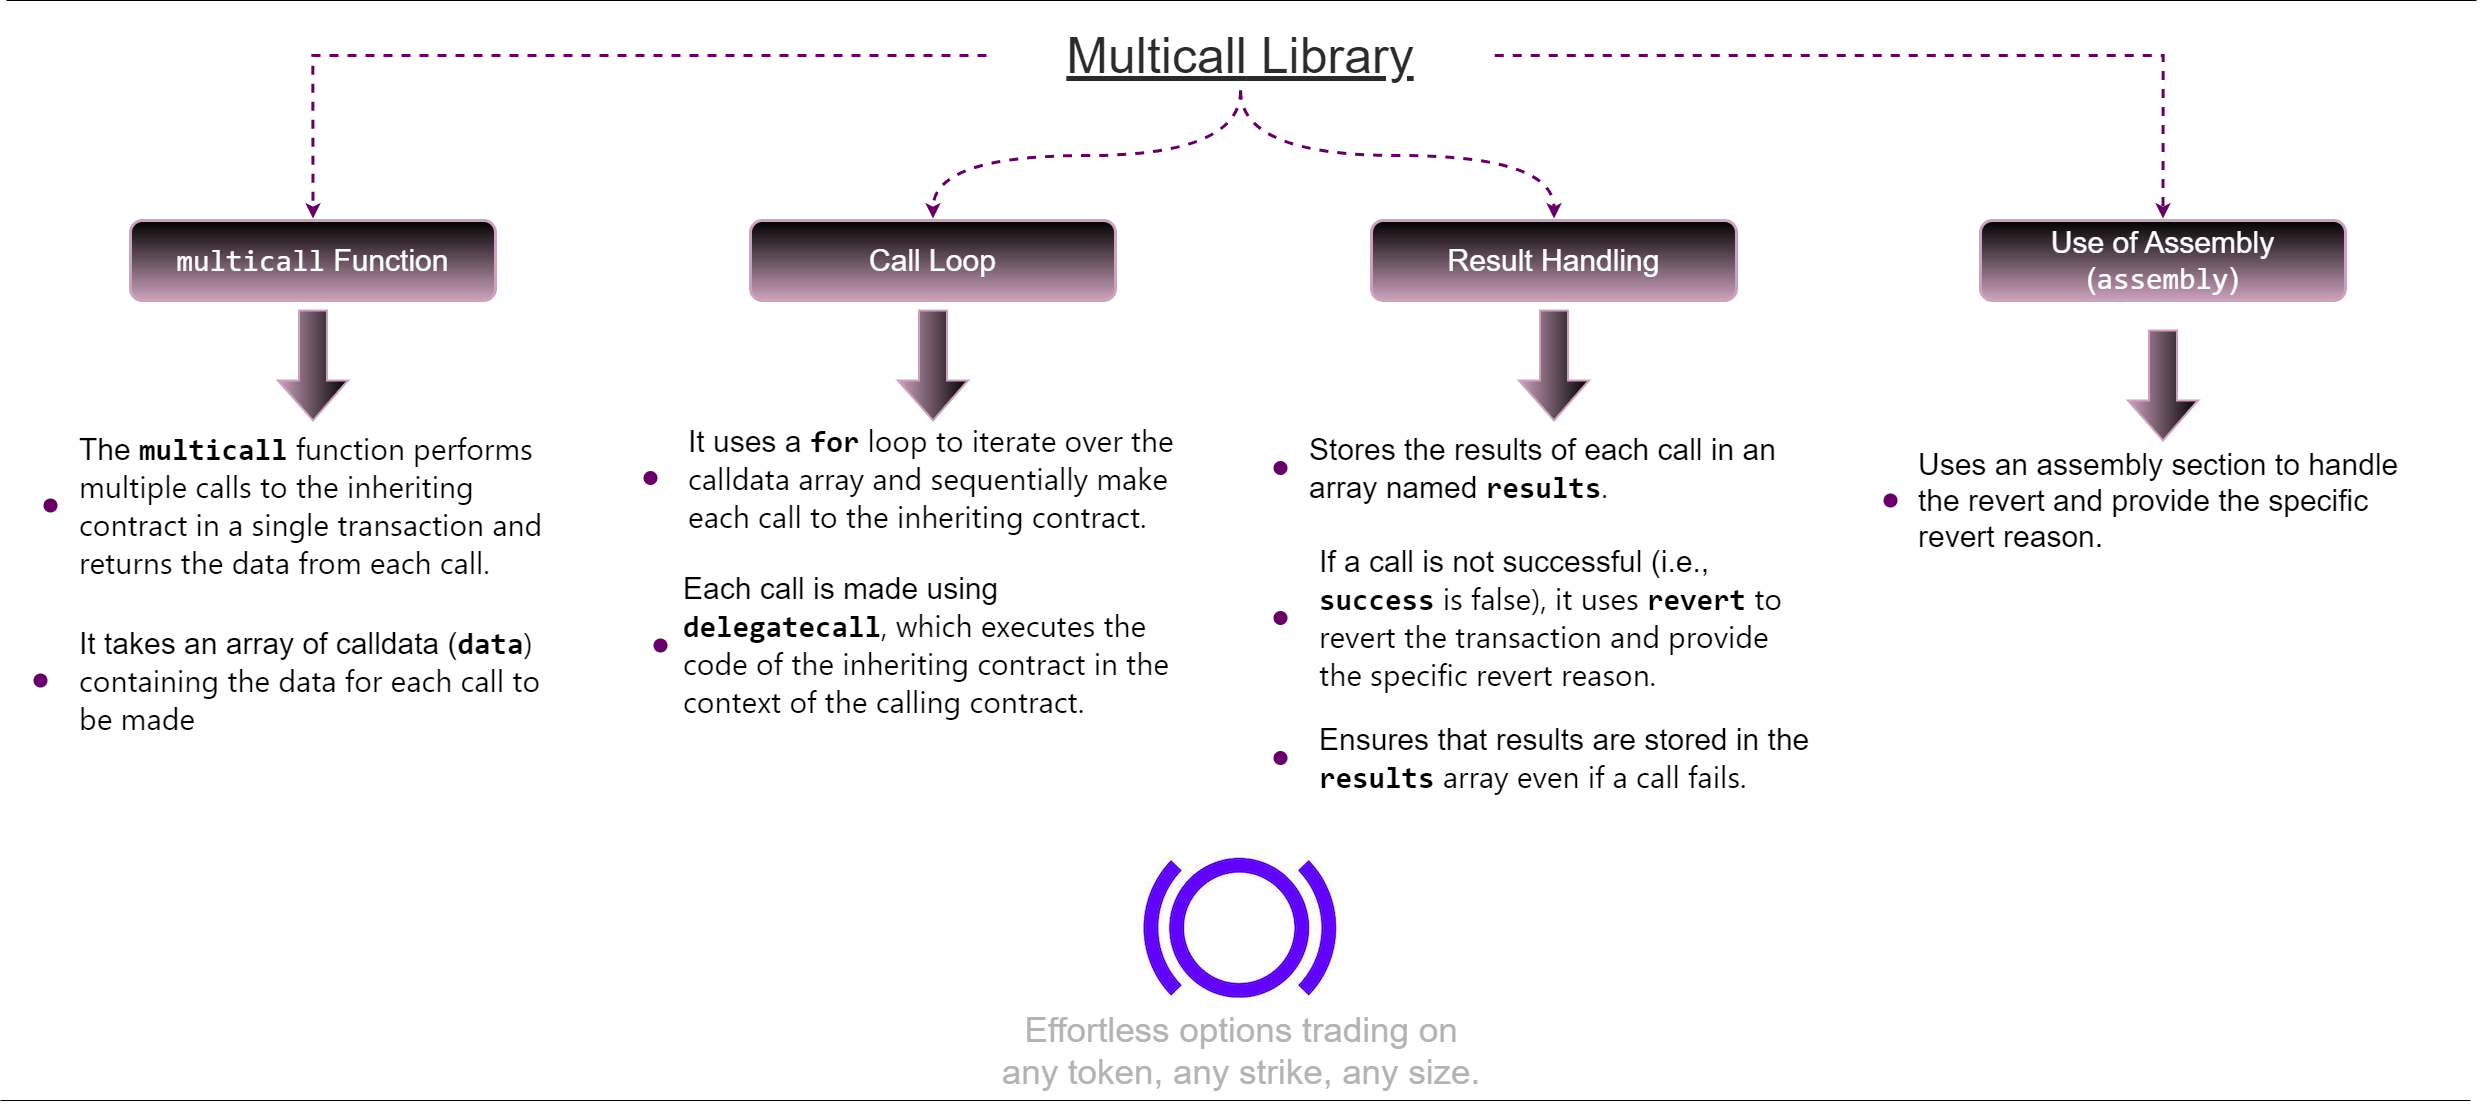 Multicall Library
multicall Function
The multicall function performs
multiple calls to the inheriting
contract in a single transaction and
returns the data from each call.
It takes an array of calldata (data)
containing the data for each call to
be made
Call Loop
It uses a for loop to iterate over the
calldata array and sequentially make
each call to the inheriting contract.
Each call is made using
delegatecall, which executes the
code of the inheriting contract in the
context of the calling contract.
Result Handling
Stores the results of each call in an
array named results.
If a call is not successful (i.e.,
success is false), it uses revert to
revert the transaction and provide
the specific revert reason.
Ensures that results are stored in the
results array even if a call fails.
Use of Assembly
(assembly)
Uses an assembly section to handle
the revert and provide the specific
revert reason.
Effortless options trading on
any token, any strike, any size.